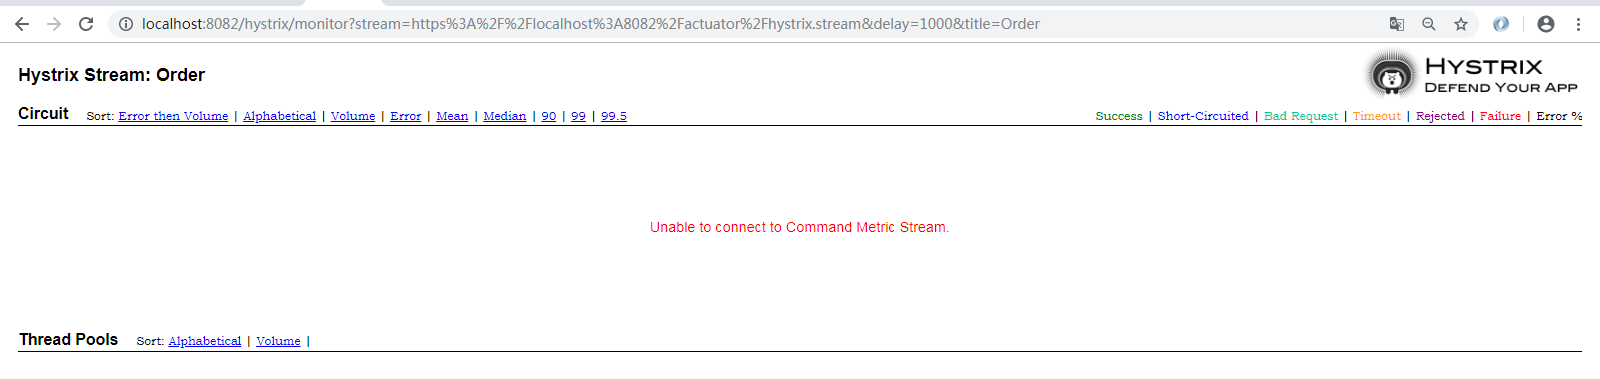 localhost:8082/hystrix/monitor?stream=https%3A%2F%2Flocalhost%3A8082%2Factuator%2Fhystrix.stream&delay=1000&title=Order
Hystrix Stream: Order
HYSTRIX
DEFEND YOUR APP
Circuit Sort: Error then Volume | Alphabetical | Volume | Error | Mean | Median | 90 | 99 | 99.5
Success | Short-Circuited | Bad Request | Timeout | Rejected | Failure | Error %
Unable to connect to Command Metric Stream.
Thread Pools Sort: Alphabetical | Volume |